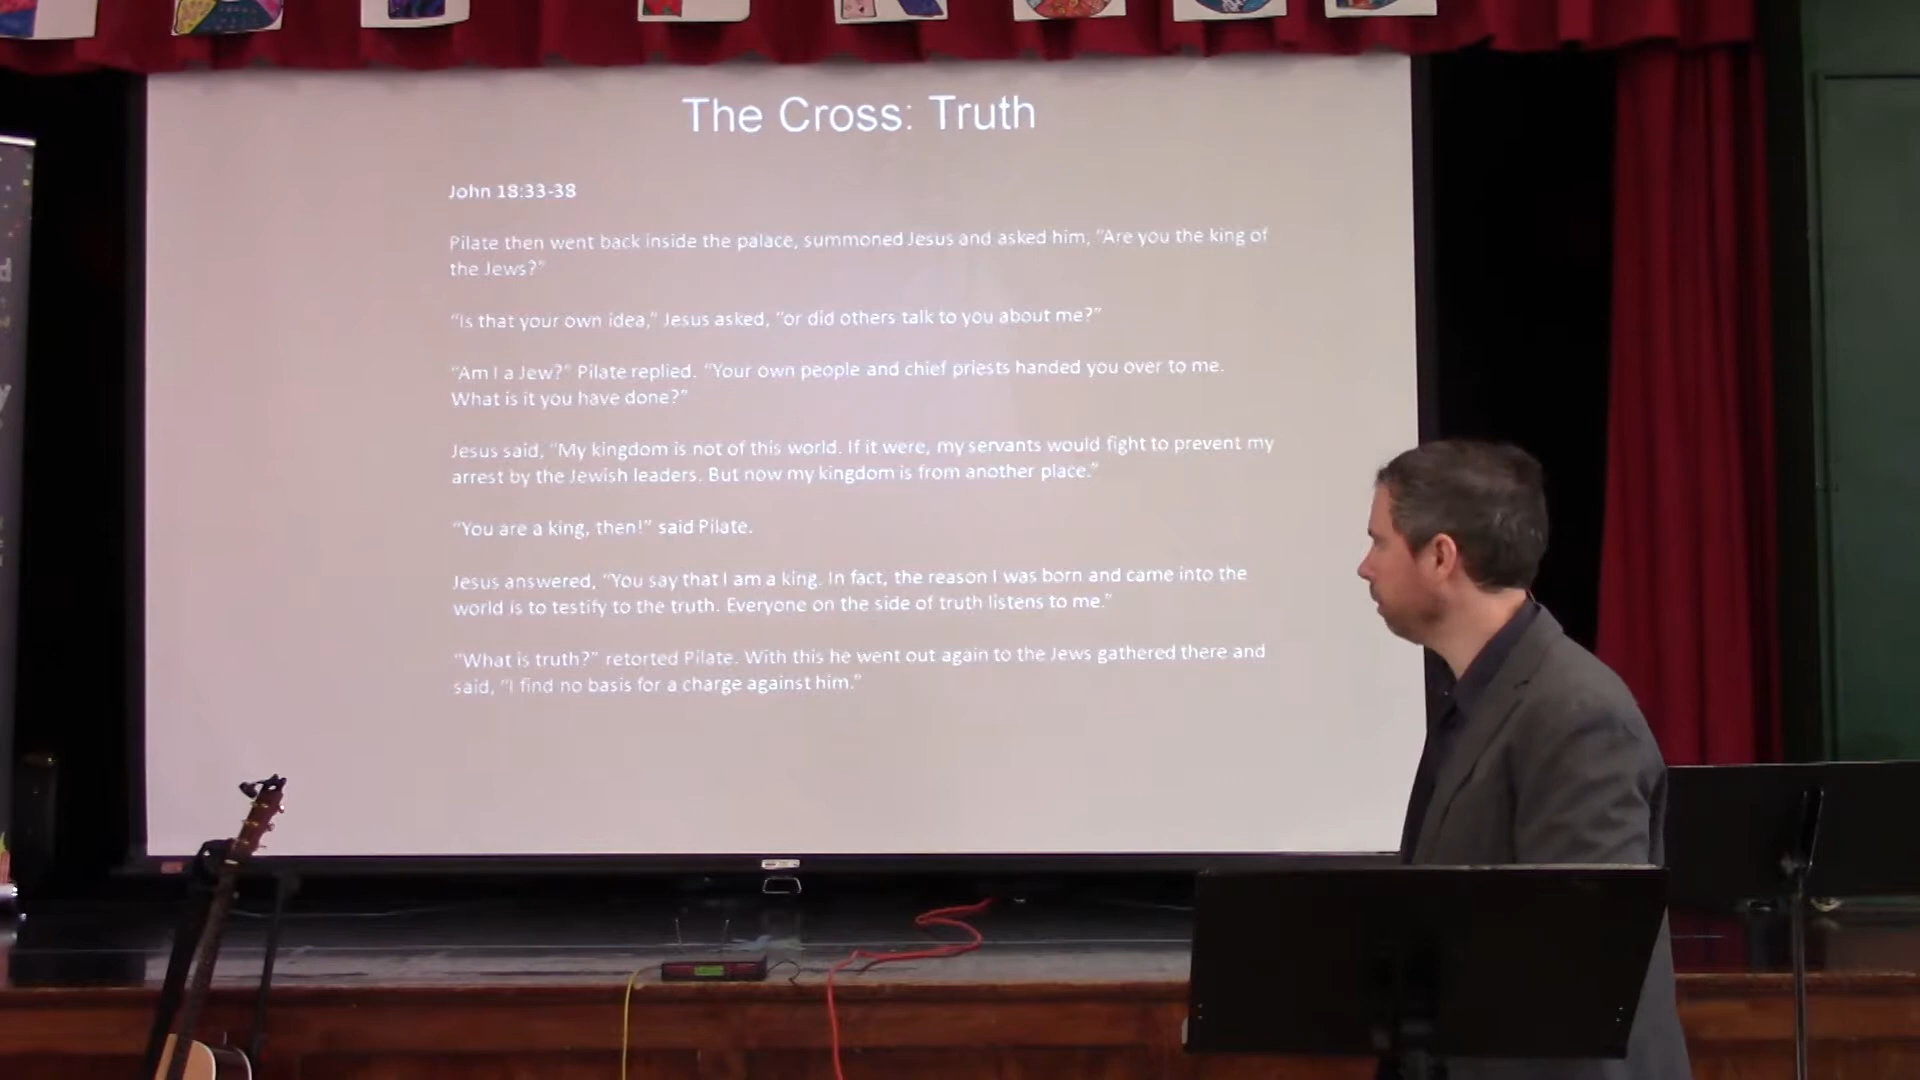 The Cross: Truth
John 18:33-38
Pilate then went back inside the palace, summoned Jesus and asked him, “Are you the king of
the Jews?”
“Is that your own idea,” Jesus asked, “or did others talk to you about me?”
“Am I a Jew?” Pilate replied. “Your own people and chief priests handed you over to me.
What is it you have done?”
Jesus said, “My kingdom is not of this world. If it were, my servants would fight to prevent my
arrest by the Jewish leaders. But now my kingdom is from another place.”
“You are a king, then!” said Pilate.
Jesus answered, “You say that I am a king. In fact, the reason I was born and came into the
world is to testify to the truth. Everyone on the side of truth listens to me.”
“What is truth?” retorted Pilate. With this he went out again to the Jews gathered there and
said, “I find no basis for a charge against him.”